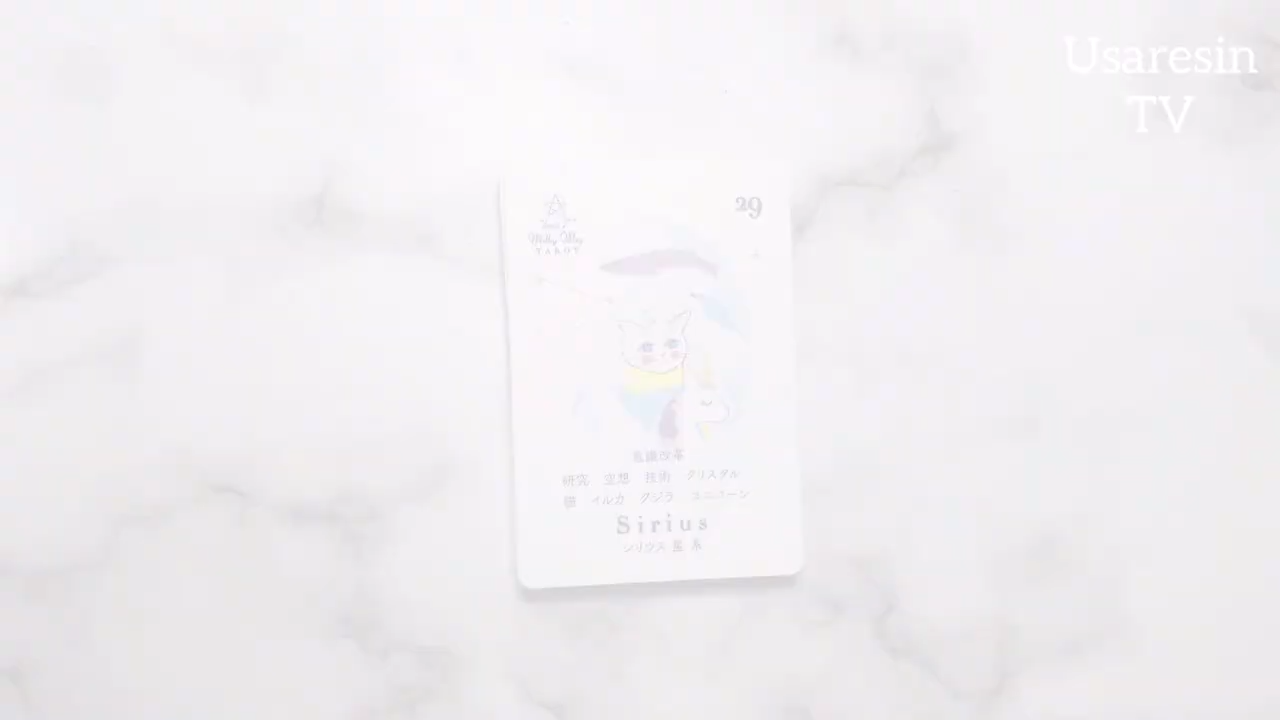 Usaresin
TV
29
Milky Way
TAROT
意識改革
研究 空想 技術 クリスタル
猫 イルカ クジラ ユニコーン
Sirius
シリウス星系